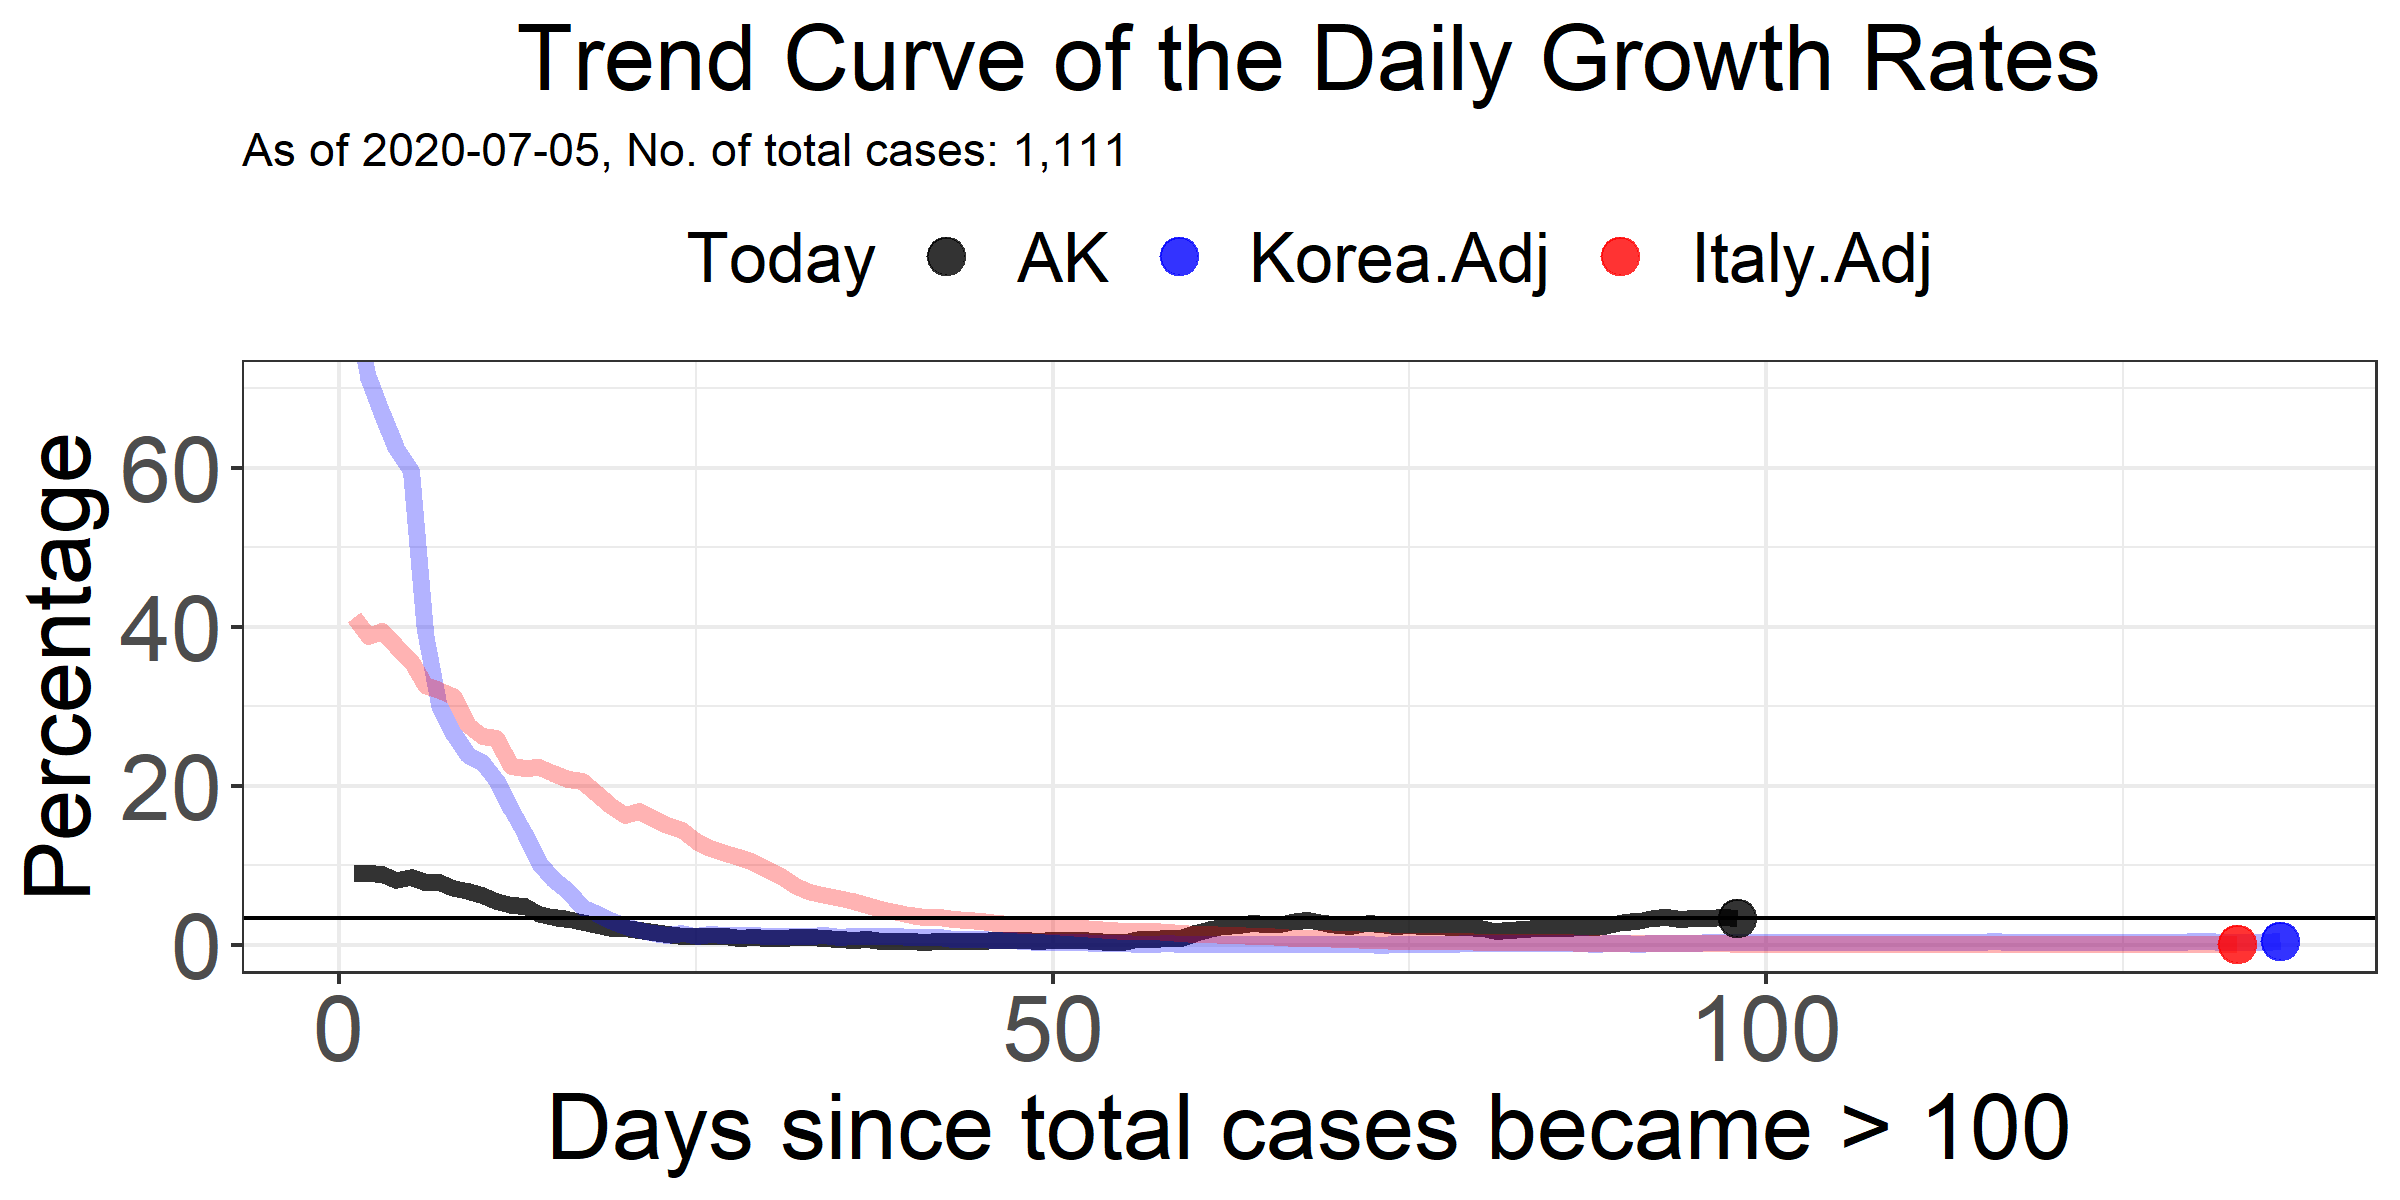 Trend Curve of the Daily Growth Rates
As of 2020-07-05, No. of total cases: 1,111
Today AK Korea.Adj Italy.Adj
Percentage
60
40
20
0
0 50 100
Days since total cases became > 100